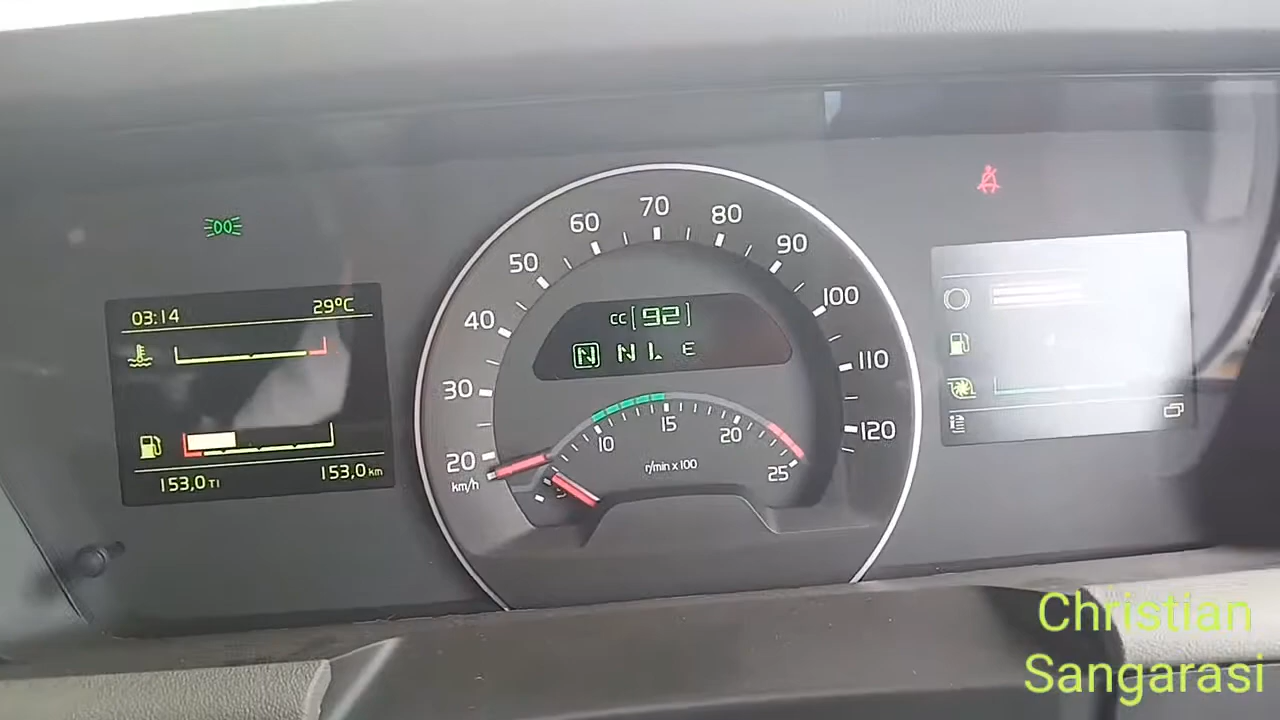 03:14 29°C
153,0 TI 153,0 km
20 30 40 50 60 70 80 90 100 110 120
km/h
CC [92]
N N L E
5 10 15 20 25
r/min x 100
Christian
Sangarasi